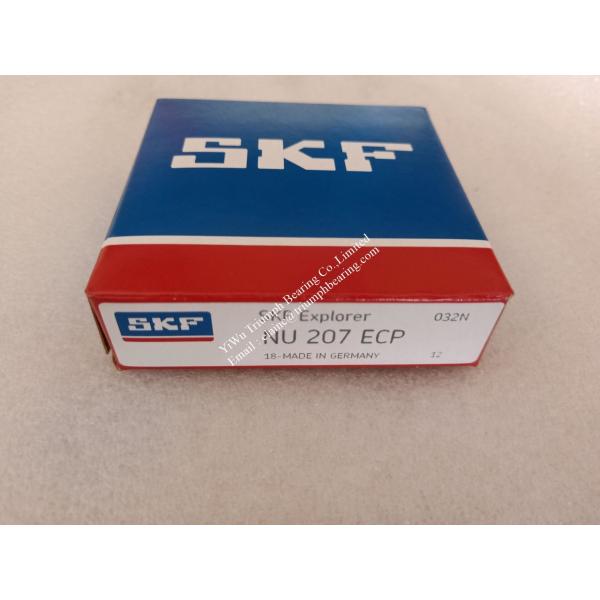 SKF
SKF
SKF Explorer
032N
NU 207 ECP
18-MADE IN GERMANY
12
YiWu Triumph Bearing Co.,Limited
Email : elaine@triumphbearing.com